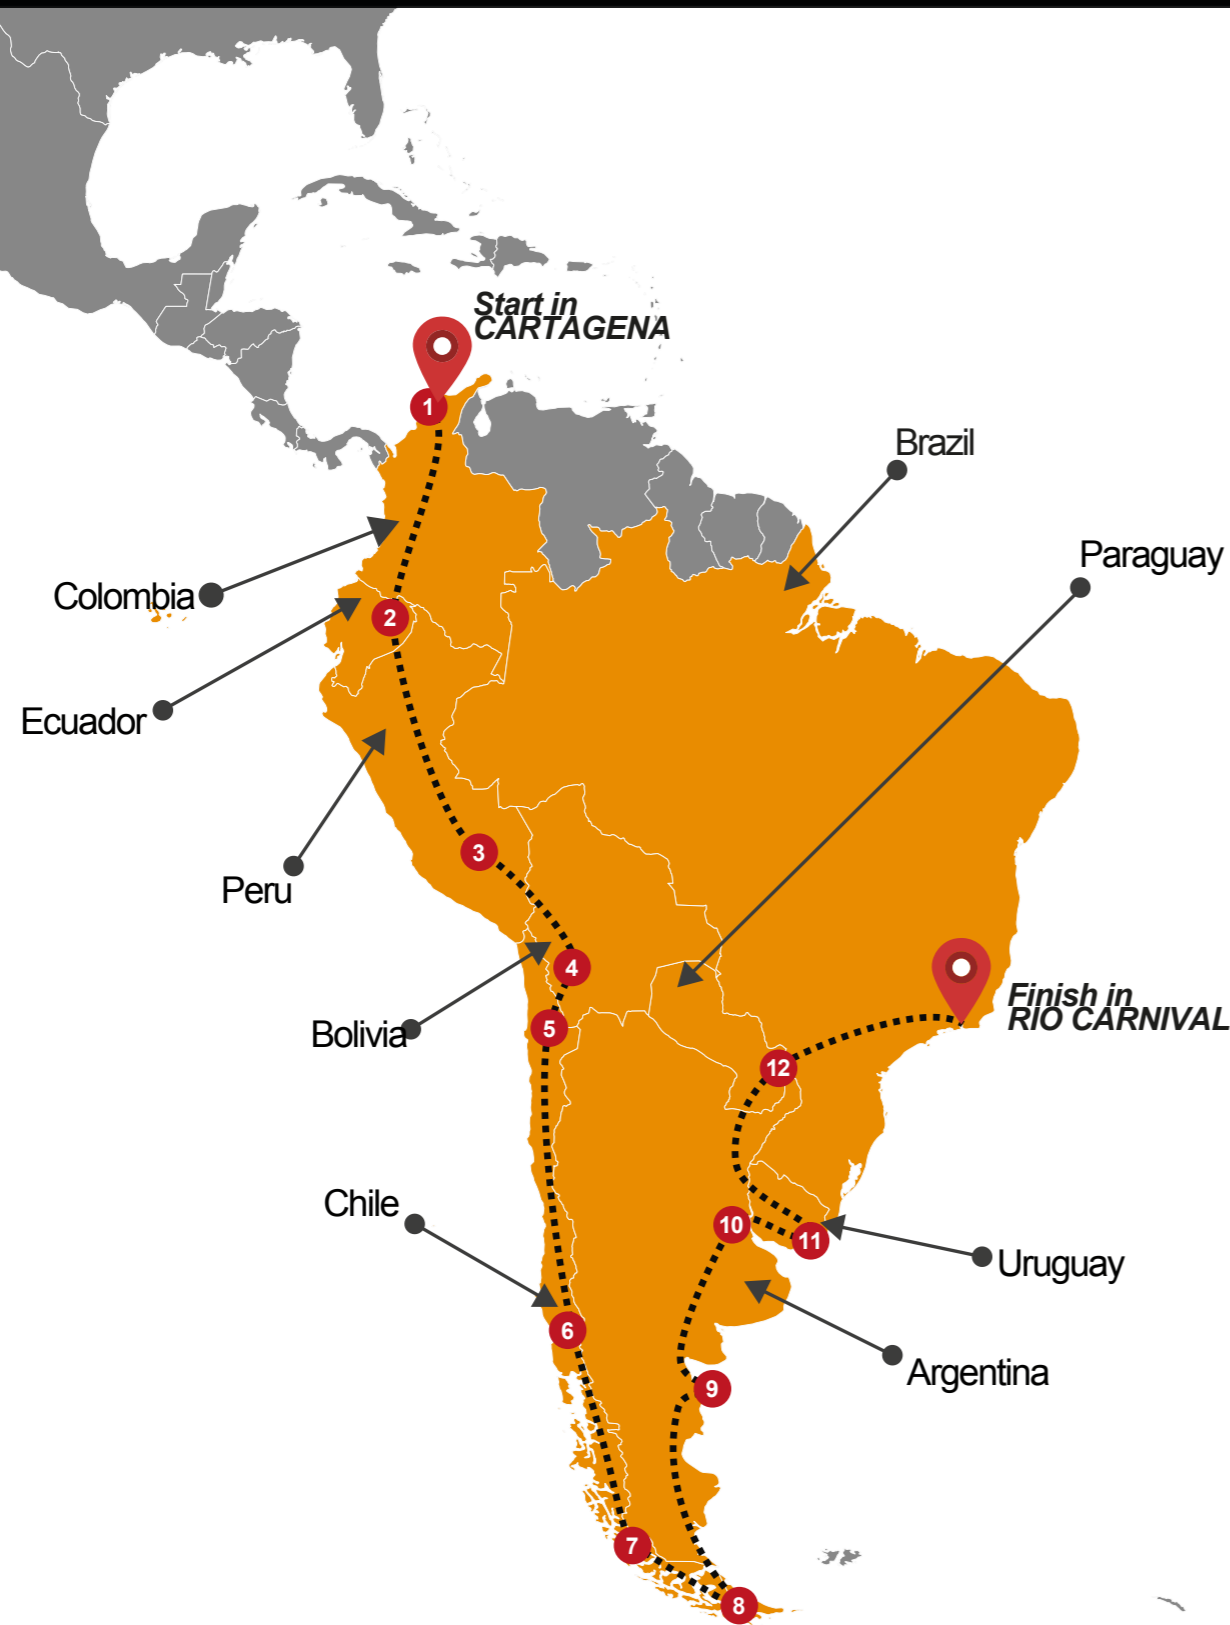 Start in
CARTAGENA
1
Brazil
Paraguay
Colombia
2
Ecuador
3
Peru
4
Finish in
RIO CARNIVAL
5
Bolivia
12
Chile
10
11
Uruguay
6
Argentina
9
7
8